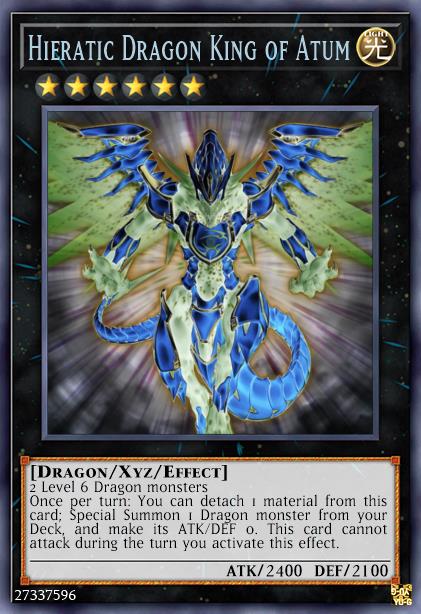 HIERATIC DRAGON KING OF ATUM
LIGHT
光
[DRAGON/XYZ/EFFECT]
2 Level 6 Dragon monsters
Once per turn: You can detach 1 material from this
card; Special Summon 1 Dragon monster from your
Deck, and make its ATK/DEF 0. This card cannot
attack during the turn you activate this effect.
ATK/2400 DEF/2100
27337596